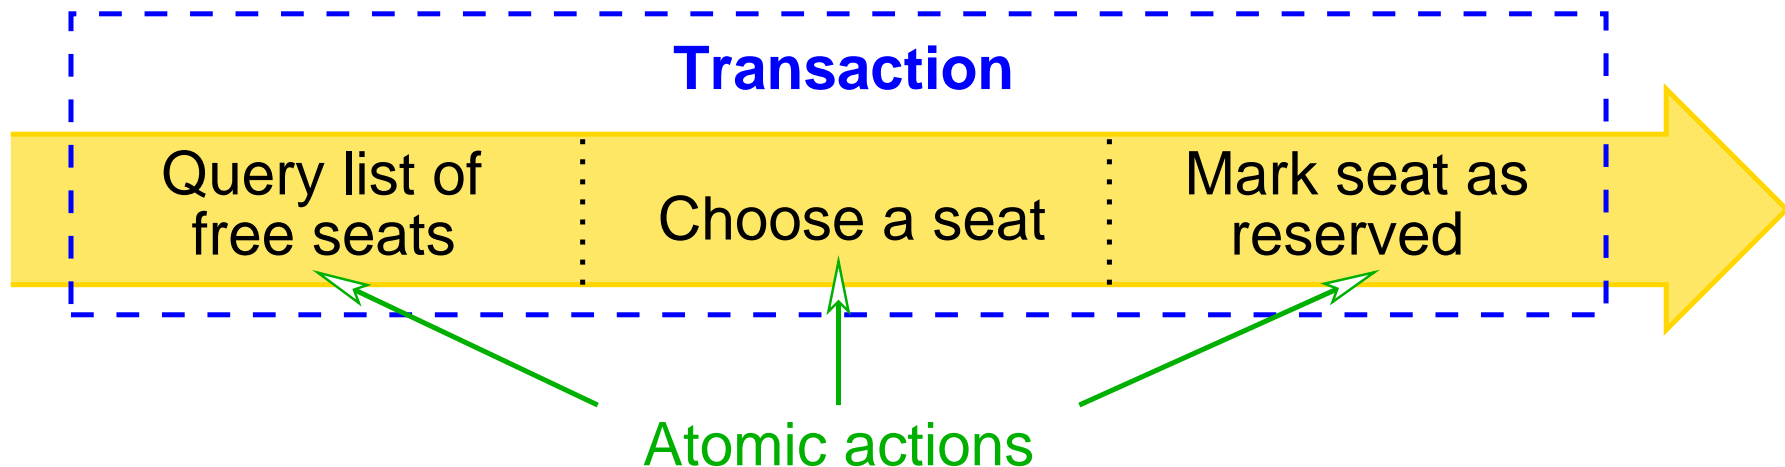 Transaction
Query list of
free seats
Choose a seat
Mark seat as
reserved
Atomic actions